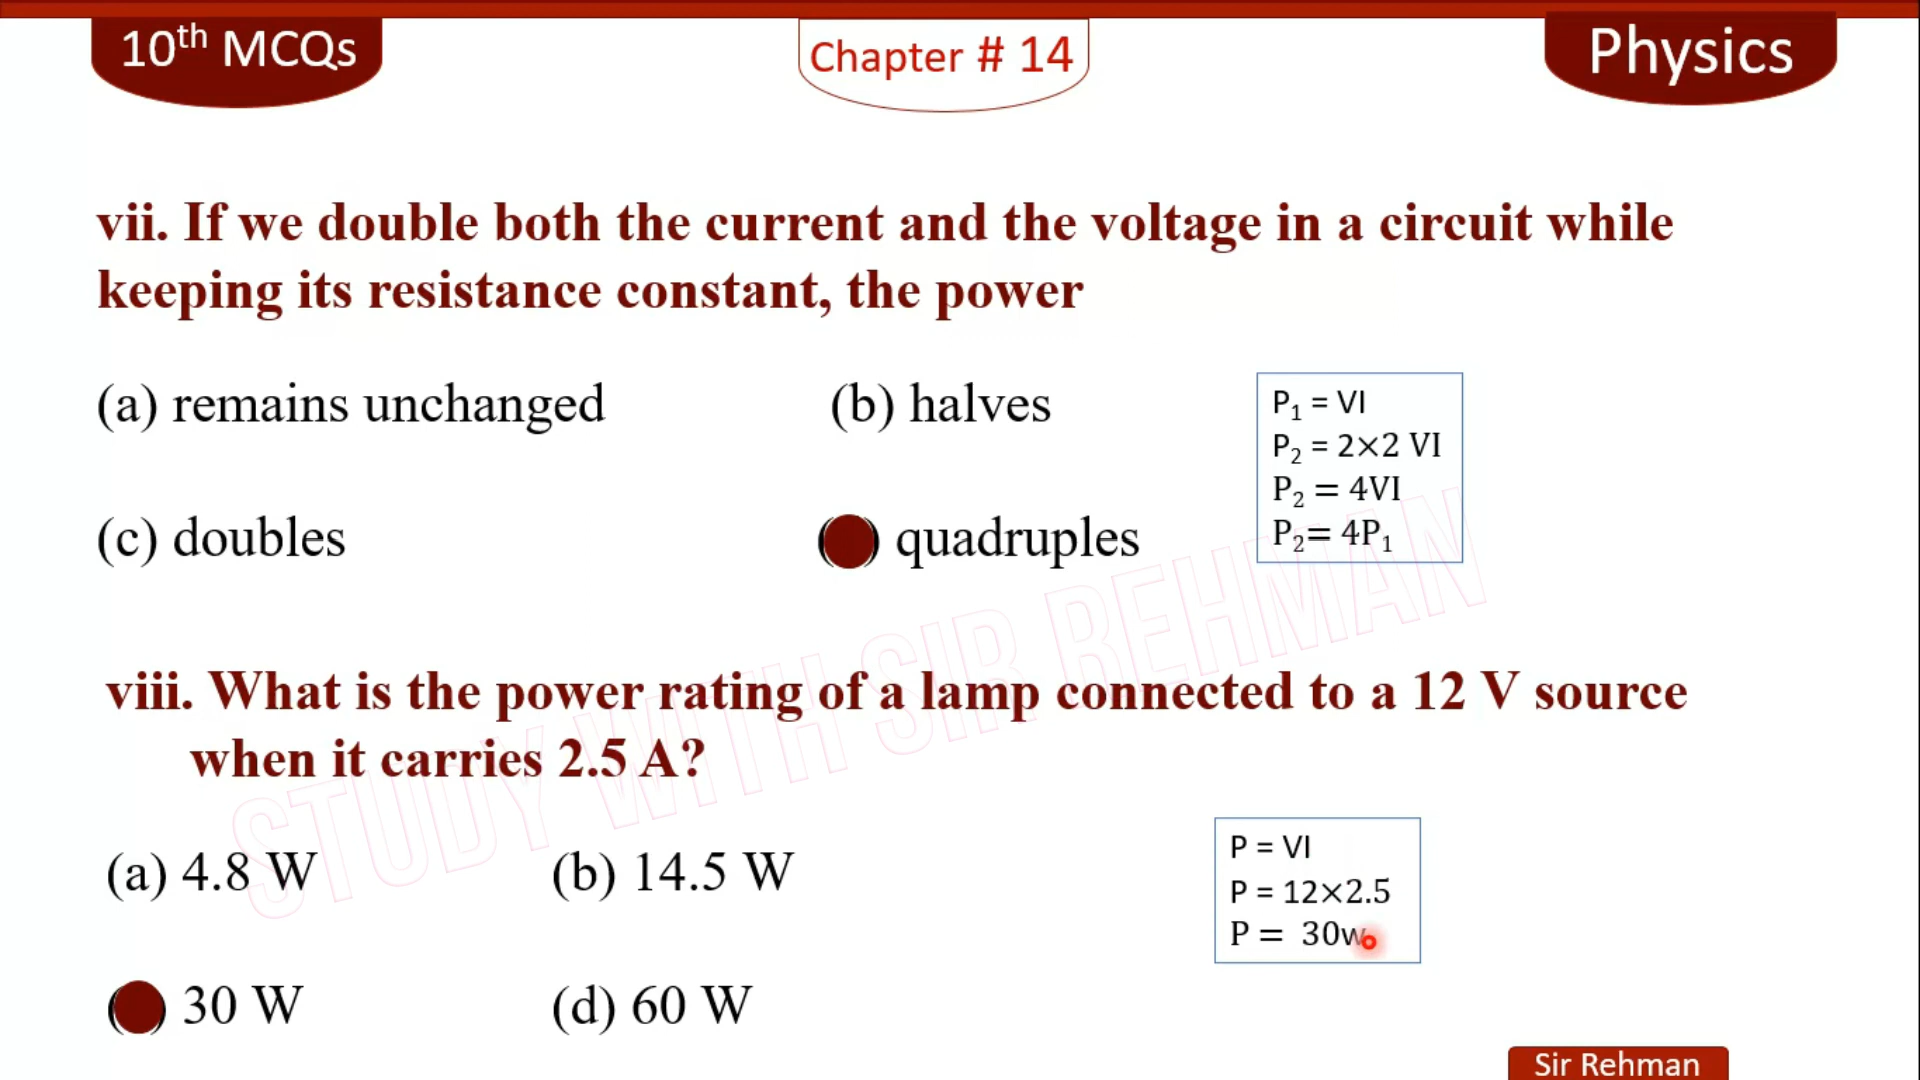 10th MCQs
Chapter # 14
Physics
vii. If we double both the current and the voltage in a circuit while
keeping its resistance constant, the power
(a) remains unchanged
(b) halves
(c) doubles
( ) quadruples
P₁ = VI
P₂ = 2×2 VI
P₂ = 4VI
P₂= 4P₁
STUDY WITH SIR REHMAN
viii. What is the power rating of a lamp connected to a 12 V source
when it carries 2.5 A?
(a) 4.8 W
(b) 14.5 W
( ) 30 W
(d) 60 W
P = VI
P = 12×2.5
P = 30w
Sir Rehman